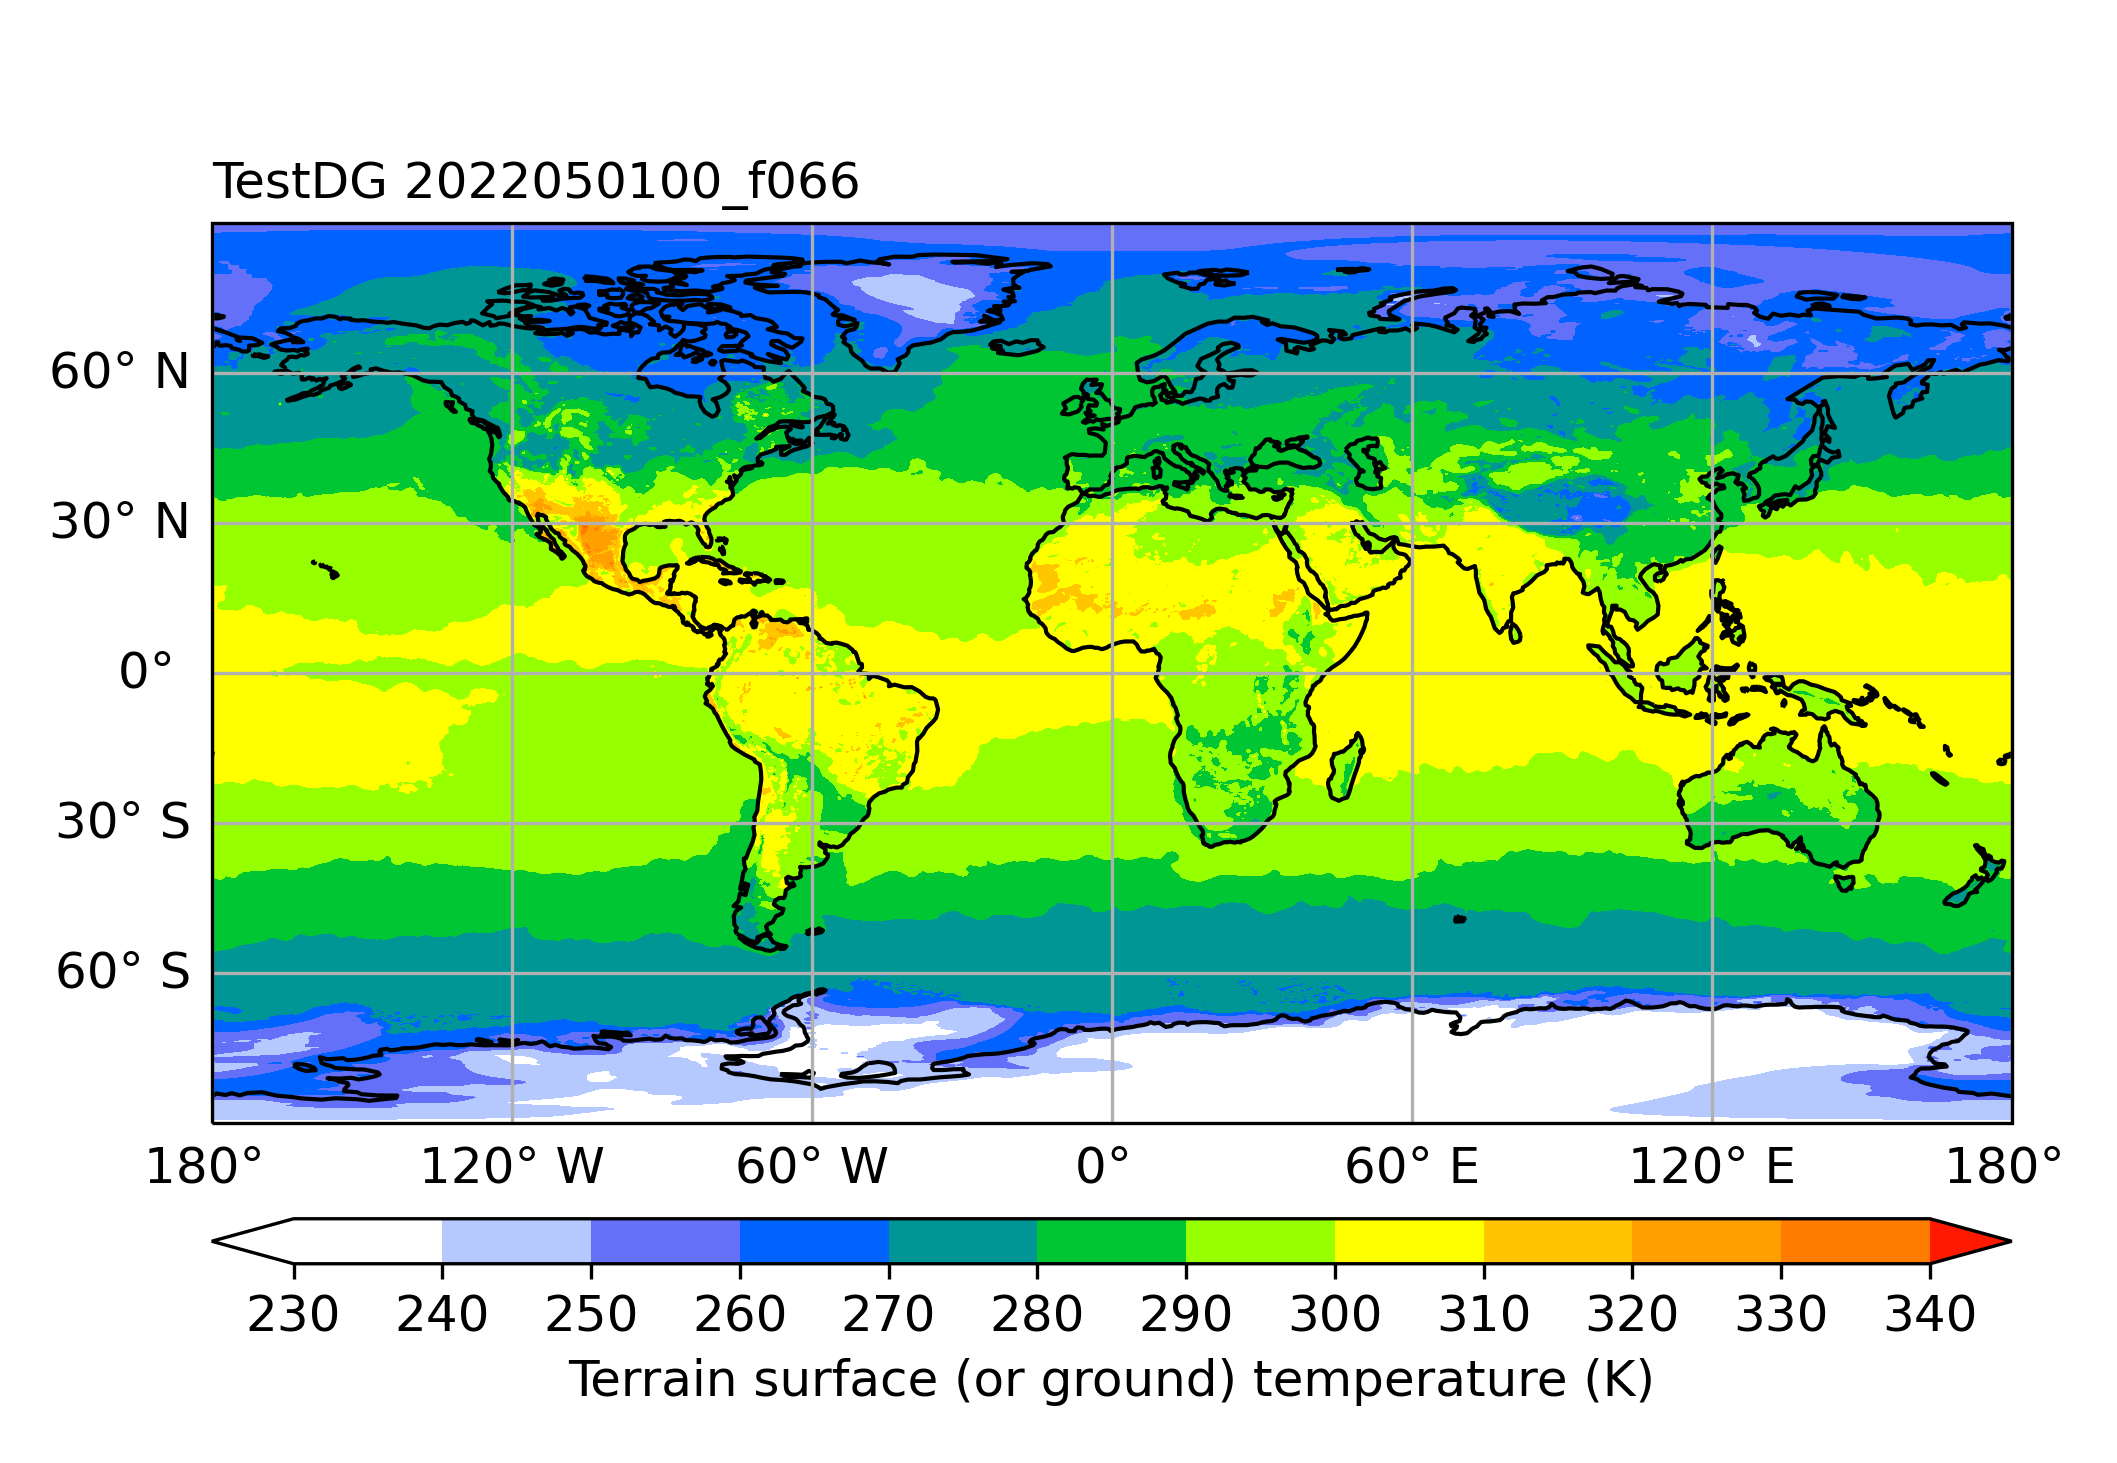 TestDG 2022050100_f066
60° N
30° N
0°
30° S
60° S
180° 120° W 60° W 0° 60° E 120° E 180°
230 240 250 260 270 280 290 300 310 320 330 340
Terrain surface (or ground) temperature (K)